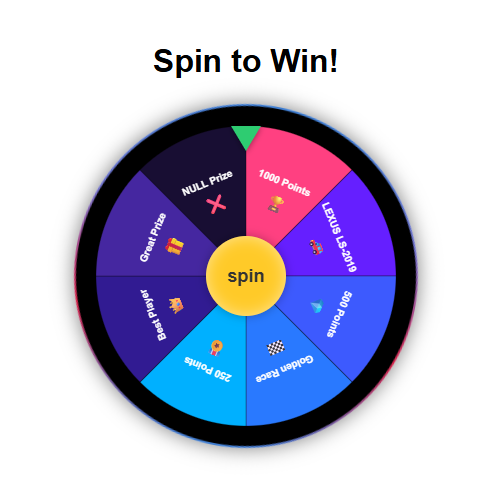 Spin to Win!
1000 Points
LEXUS LS-2019
500 Points
Golden Race
250 Points
Best Player
Great Prize
NULL Prize
spin